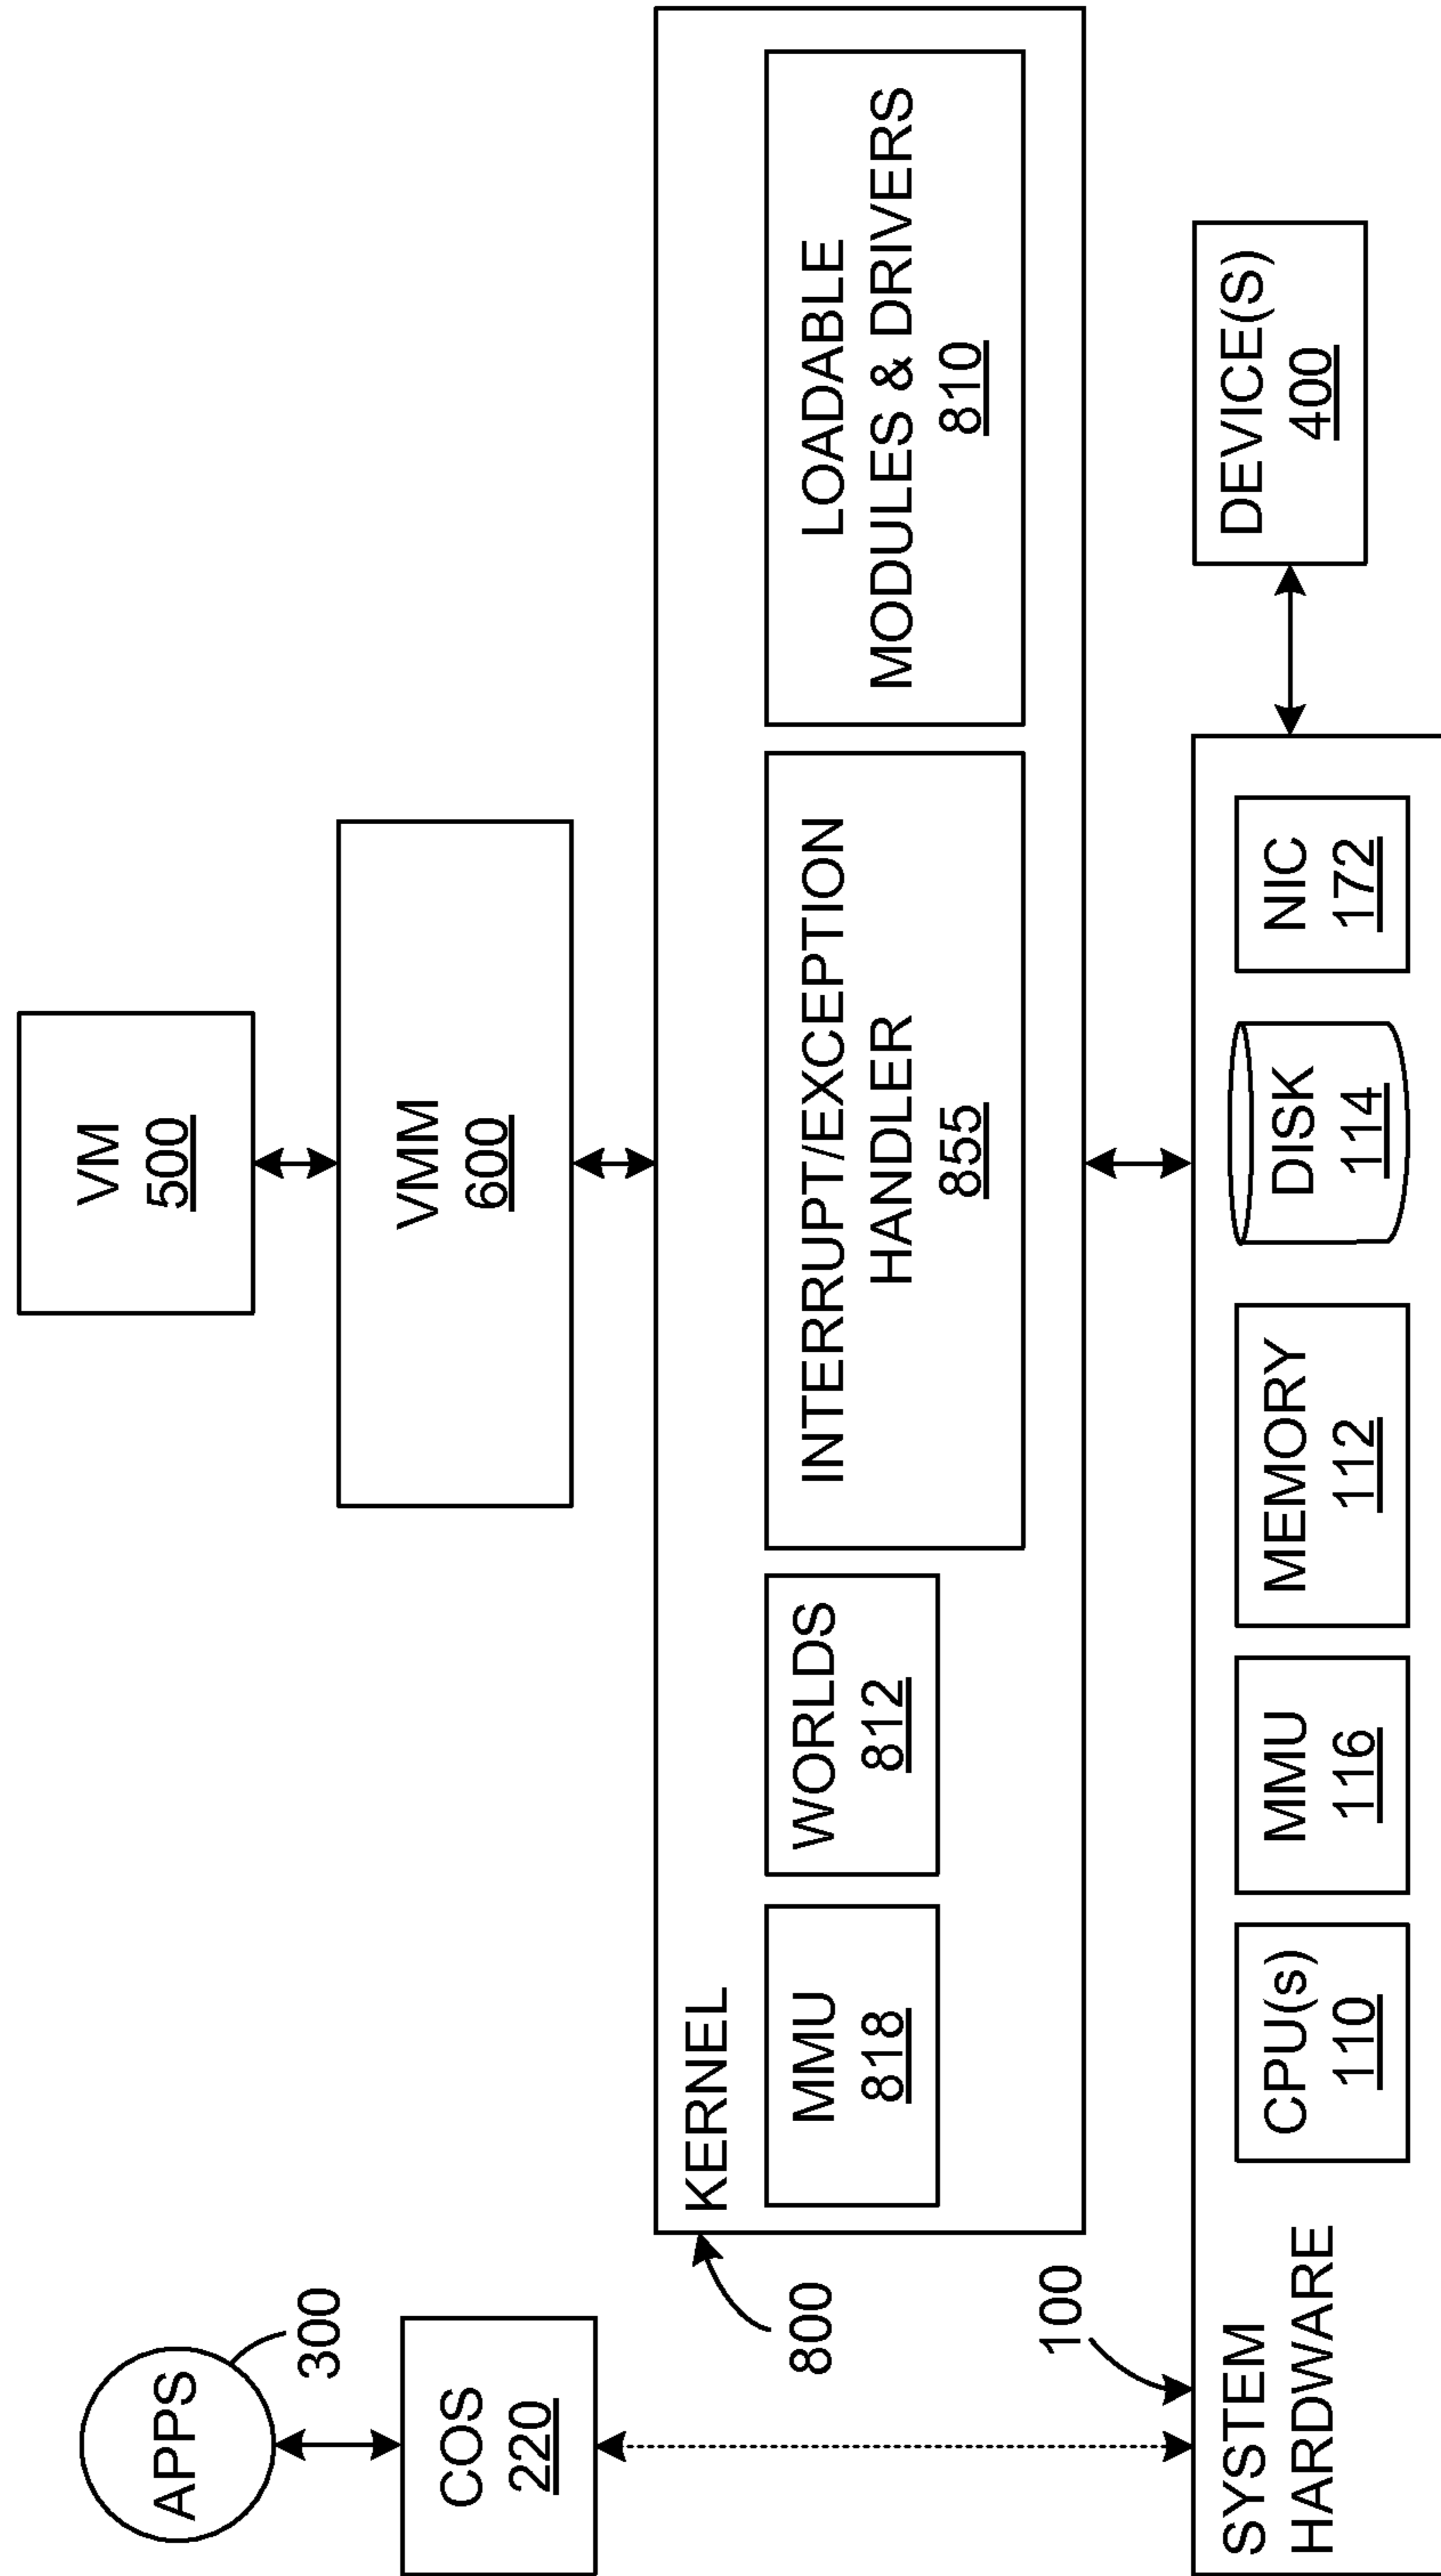 APPS
300
COS
220
VM
500
VMM
600
KERNEL
800
MMU
818
WORLDS
812
INTERRUPT/EXCEPTION
HANDLER
855
LOADABLE
MODULES & DRIVERS
810
100
SYSTEM
HARDWARE
CPU(s)
110
MMU
116
MEMORY
112
DISK
114
NIC
172
DEVICE(S)
400